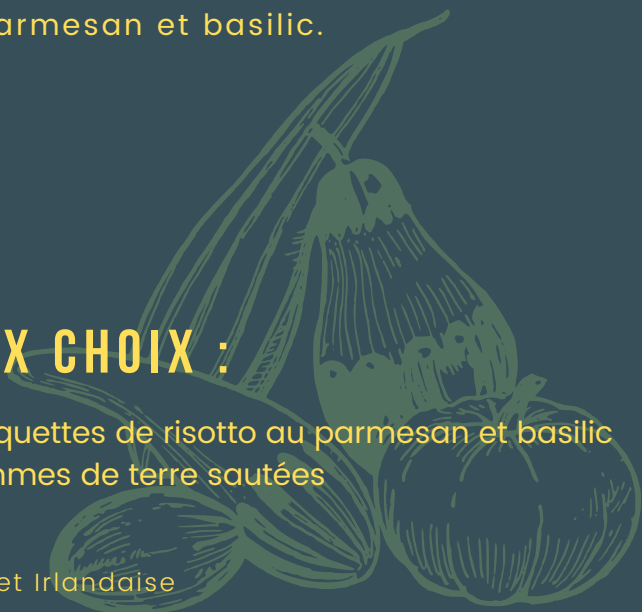 armesan et basilic.
X CHOIX :
quettes de risotto au parmesan et basilic
mmes de terre sautées
et Irlandaise